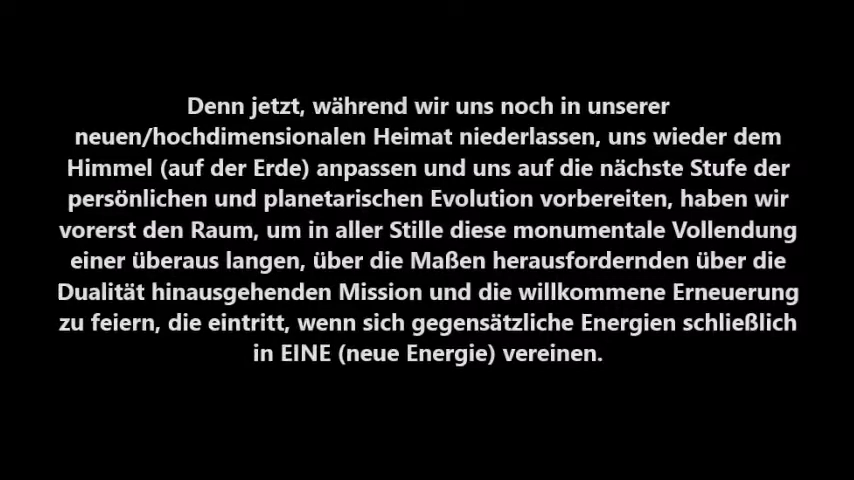 Denn jetzt, während wir uns noch in unserer
neuen/hochdimensionalen Heimat niederlassen, uns wieder dem
Himmel (auf der Erde) anpassen und uns auf die nächste Stufe der
persönlichen und planetarischen Evolution vorbereiten, haben wir
vorerst den Raum, um in aller Stille diese monumentale Vollendung
einer überaus langen, über die Maßen herausfordernden über die
Dualität hinausgehenden Mission und die willkommene Erneuerung
zu feiern, die eintritt, wenn sich gegensätzliche Energien schließlich
in EINE (neue Energie) vereinen.